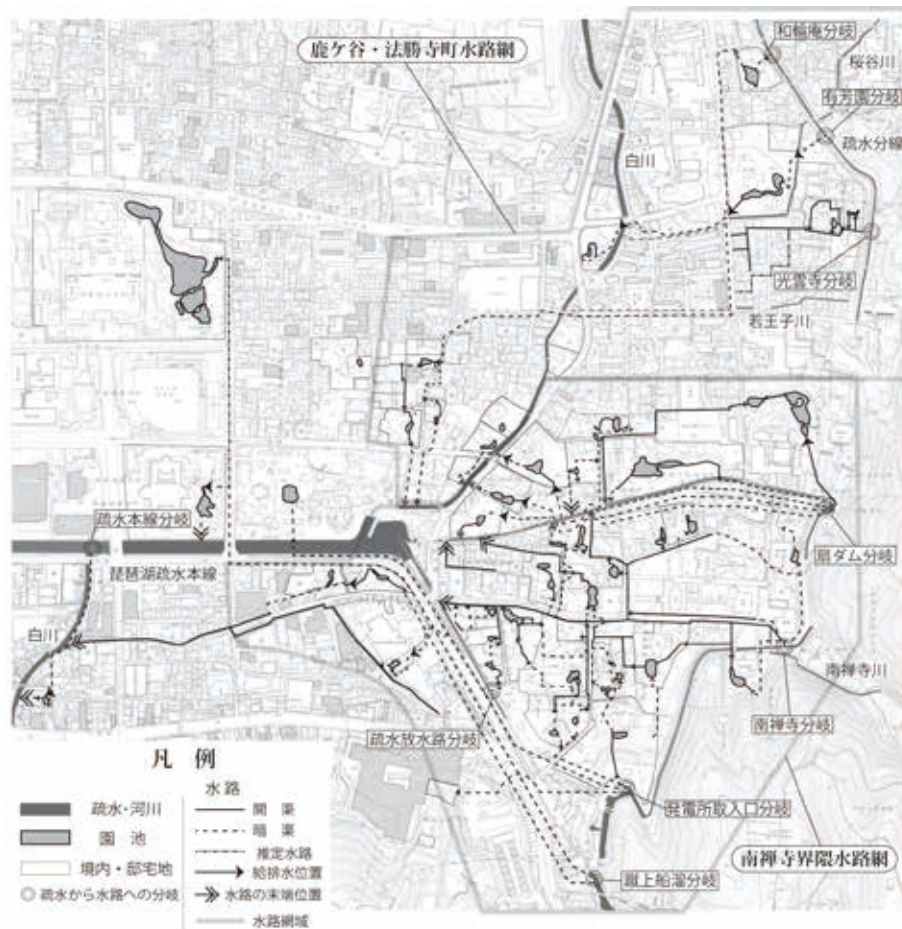 和輪庵分岐
鹿ケ谷・法勝寺町水路網
桜谷川
有芳園分岐
疏水分線
白川
光雲寺分岐
若王子川
疏水本線分岐
扇ダム分岐
琵琶湖疏水本線
白川
南禅寺川
南禅寺分岐
疏水放水路分岐
凡例
水路
発電所取入口分岐
疏水・河川
開渠
園池
暗渠
推定水路
南禅寺界隈水路網
境内・邸宅地
給排水位置
蹴上船溜分岐
疏水から水路への分岐
水路の末端位置
水路網域